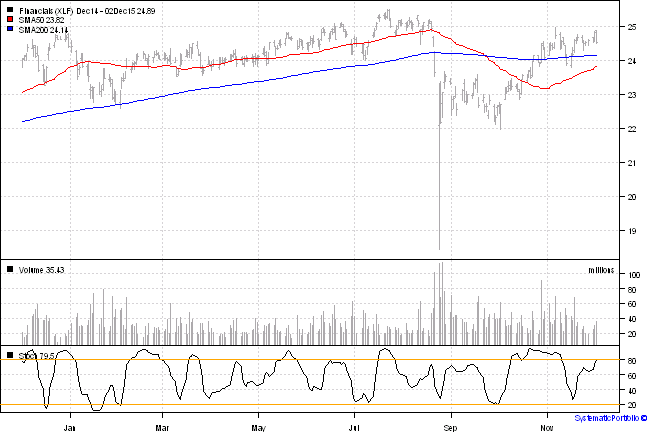 Financials (XLF) Dec14 - 02Dec15 24.69
SMA50 23.82
SMA200 24.14
25
24
23
22
21
20
19
Volume 35.43
millions
100
80
60
40
20
Stoch 79.5
80
60
40
20
Jan Mar May Jul Sep Nov
SystematicPortfolio ©